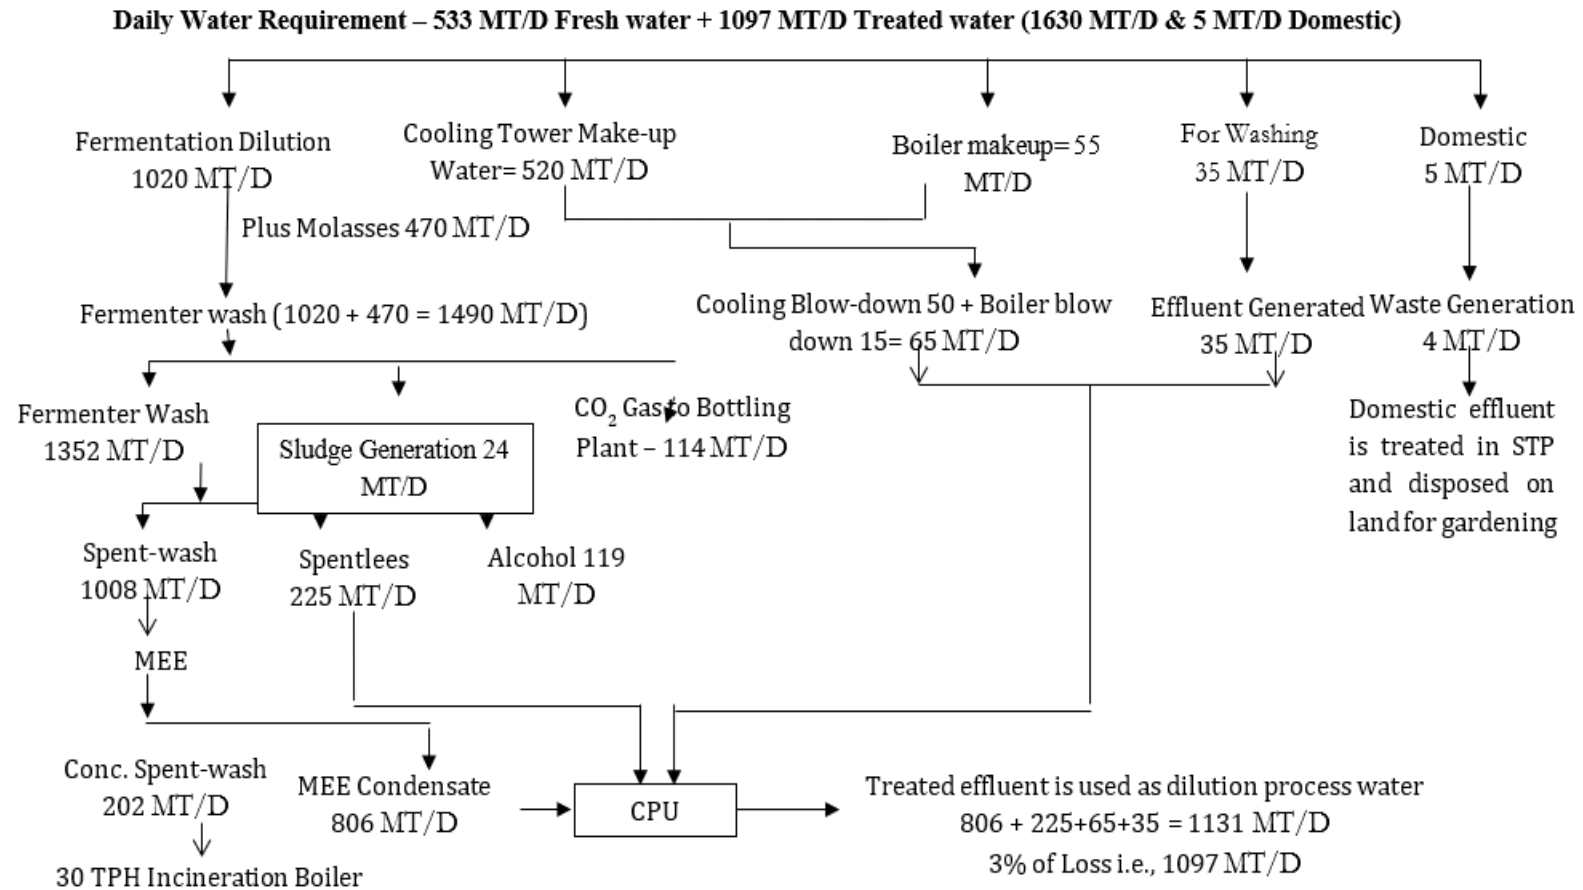 Daily Water Requirement – 533 MT/D Fresh water + 1097 MT/D Treated water (1630 MT/D & 5 MT/D Domestic)
Fermentation Dilution
1020 MT/D
Cooling Tower Make-up
Water= 520 MT/D
Boiler makeup= 55
MT/D
For Washing
35 MT/D
Domestic
5 MT/D
Plus Molasses 470 MT/D
Fermenter wash (1020 + 470 = 1490 MT/D)
Cooling Blow-down 50 + Boiler blow
down 15= 65 MT/D
Effluent Generated
35 MT/D
Waste Generation
4 MT/D
Fermenter Wash
1352 MT/D
Sludge Generation 24
MT/D
CO2 Gas to Bottling
Plant – 114 MT/D
Domestic effluent
is treated in STP
and disposed on
land for gardening
Spent-wash
1008 MT/D
Spentlees
225 MT/D
Alcohol 119
MT/D
MEE
Conc. Spent-wash
202 MT/D
30 TPH Incineration Boiler
MEE Condensate
806 MT/D
CPU
Treated effluent is used as dilution process water
806 + 225+65+35 = 1131 MT/D
3% of Loss i.e., 1097 MT/D